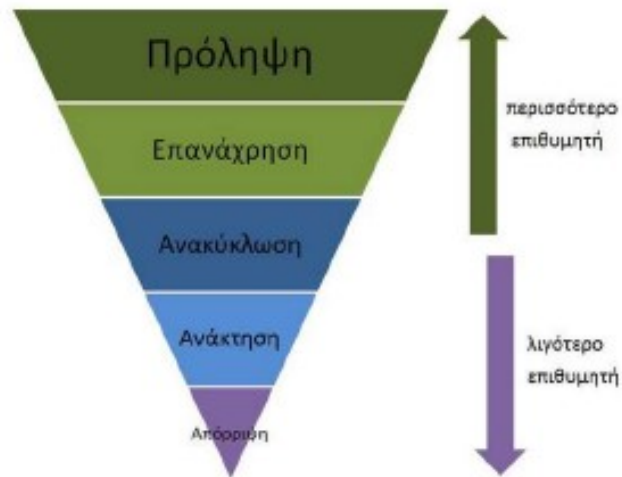 Πρόληψη
Επανάχρηση
Ανακύκλωση
Ανάκτηση
Απόρριψη
περισσότερο
επιθυμητή
λιγότερο
επιθυμητή